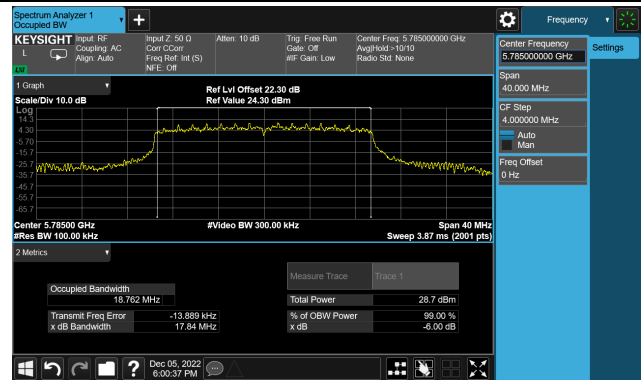 Spectrum Analyzer 1
Occupied BW
Frequency
KEYSIGHT Input: RF Input Z: 50 Ω Atten: 10 dB Trig: Free Run Center Freq: 5.785000000 GHz
L Coupling: AC Corr CCorr Gate: Off Avg|Hold:>10/10
Align: Auto Freq Ref: Int (S) #IF Gain: Low Radio Std: None
NFE: Off
LXI
Center Frequency
5.785000000 GHz
Settings
Span
40.000 MHz
CF Step
4.000000 MHz
Auto
Man
Freq Offset
0 Hz
1 Graph
Ref Lvl Offset 22.30 dB
Scale/Div 10.0 dB Ref Value 24.30 dBm
Log
14.3
4.30
-5.70
-15.7
-25.7
-35.7
-45.7
-55.7
-65.7
Center 5.78500 GHz #Video BW 300.00 kHz Span 40 MHz
#Res BW 100.00 kHz Sweep 3.87 ms (2001 pts)
2 Metrics
Measure Trace Trace 1
Occupied Bandwidth
18.762 MHz Total Power 28.7 dBm
Transmit Freq Error -13.889 kHz % of OBW Power 99.00 %
x dB Bandwidth 17.84 MHz x dB -6.00 dB
Dec 05, 2022
6:00:37 PM